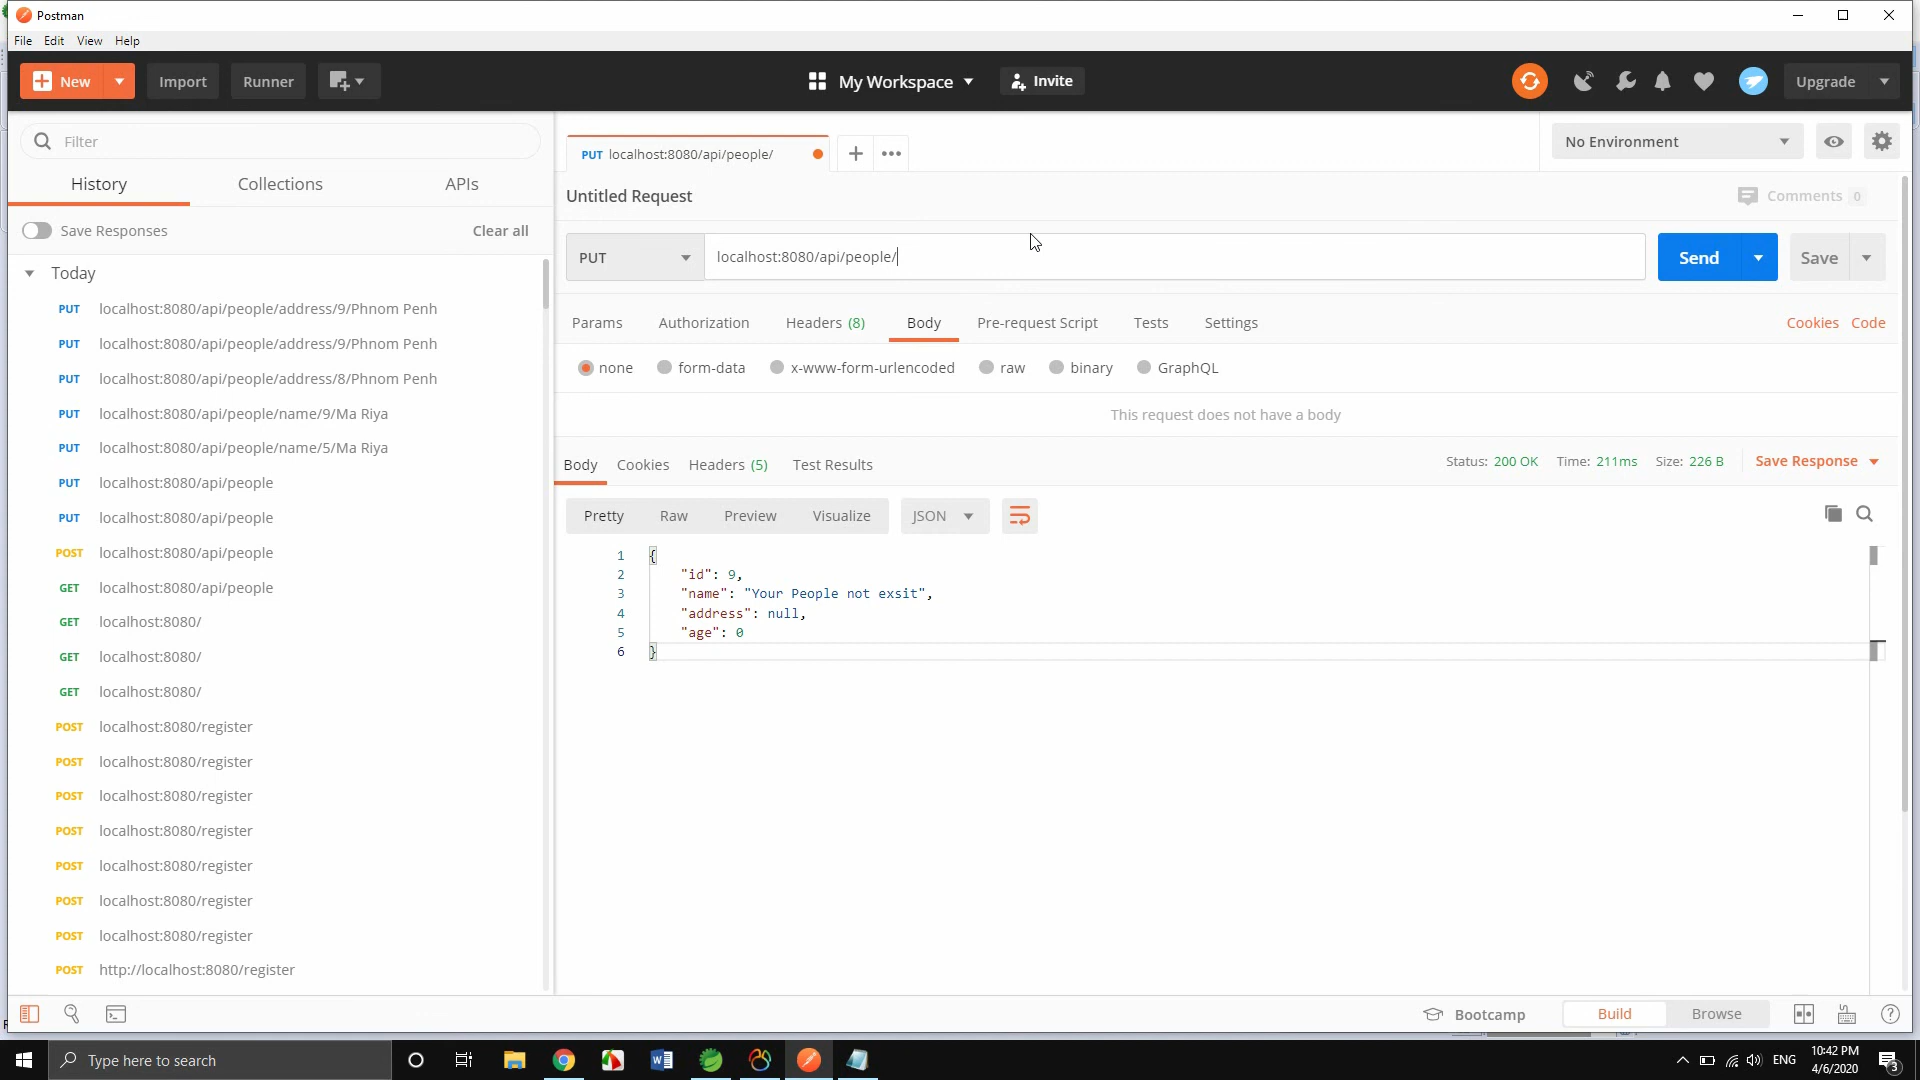 Postman
File Edit View Help
New Import Runner My Workspace Invite Upgrade
Filter
History Collections APIs
Save Responses Clear all
Today
PUT localhost:8080/api/people/address/9/Phnom Penh
PUT localhost:8080/api/people/address/9/Phnom Penh
PUT localhost:8080/api/people/address/8/Phnom Penh
PUT localhost:8080/api/people/name/9/Ma Riya
PUT localhost:8080/api/people/name/5/Ma Riya
PUT localhost:8080/api/people
PUT localhost:8080/api/people
POST localhost:8080/api/people
GET localhost:8080/api/people
GET localhost:8080/
GET localhost:8080/
GET localhost:8080/
POST localhost:8080/register
POST localhost:8080/register
POST localhost:8080/register
POST localhost:8080/register
POST localhost:8080/register
POST localhost:8080/register
POST localhost:8080/register
POST http://localhost:8080/register
PUT localhost:8080/api/people/
No Environment
Untitled Request
Comments 0
PUT localhost:8080/api/people/ Send Save
Params Authorization Headers (8) Body Pre-request Script Tests Settings Cookies Code
none form-data x-www-form-urlencoded raw binary GraphQL
This request does not have a body
Body Cookies Headers (5) Test Results Status: 200 OK Time: 211ms Size: 226 B Save Response
Pretty Raw Preview Visualize JSON
1 {
2 "id": 9,
3 "name": "Your People not exsit",
4 "address": null,
5 "age": 0
6 }
Bootcamp Build Browse
Type here to search
ENG
10:42 PM
4/6/2020
3